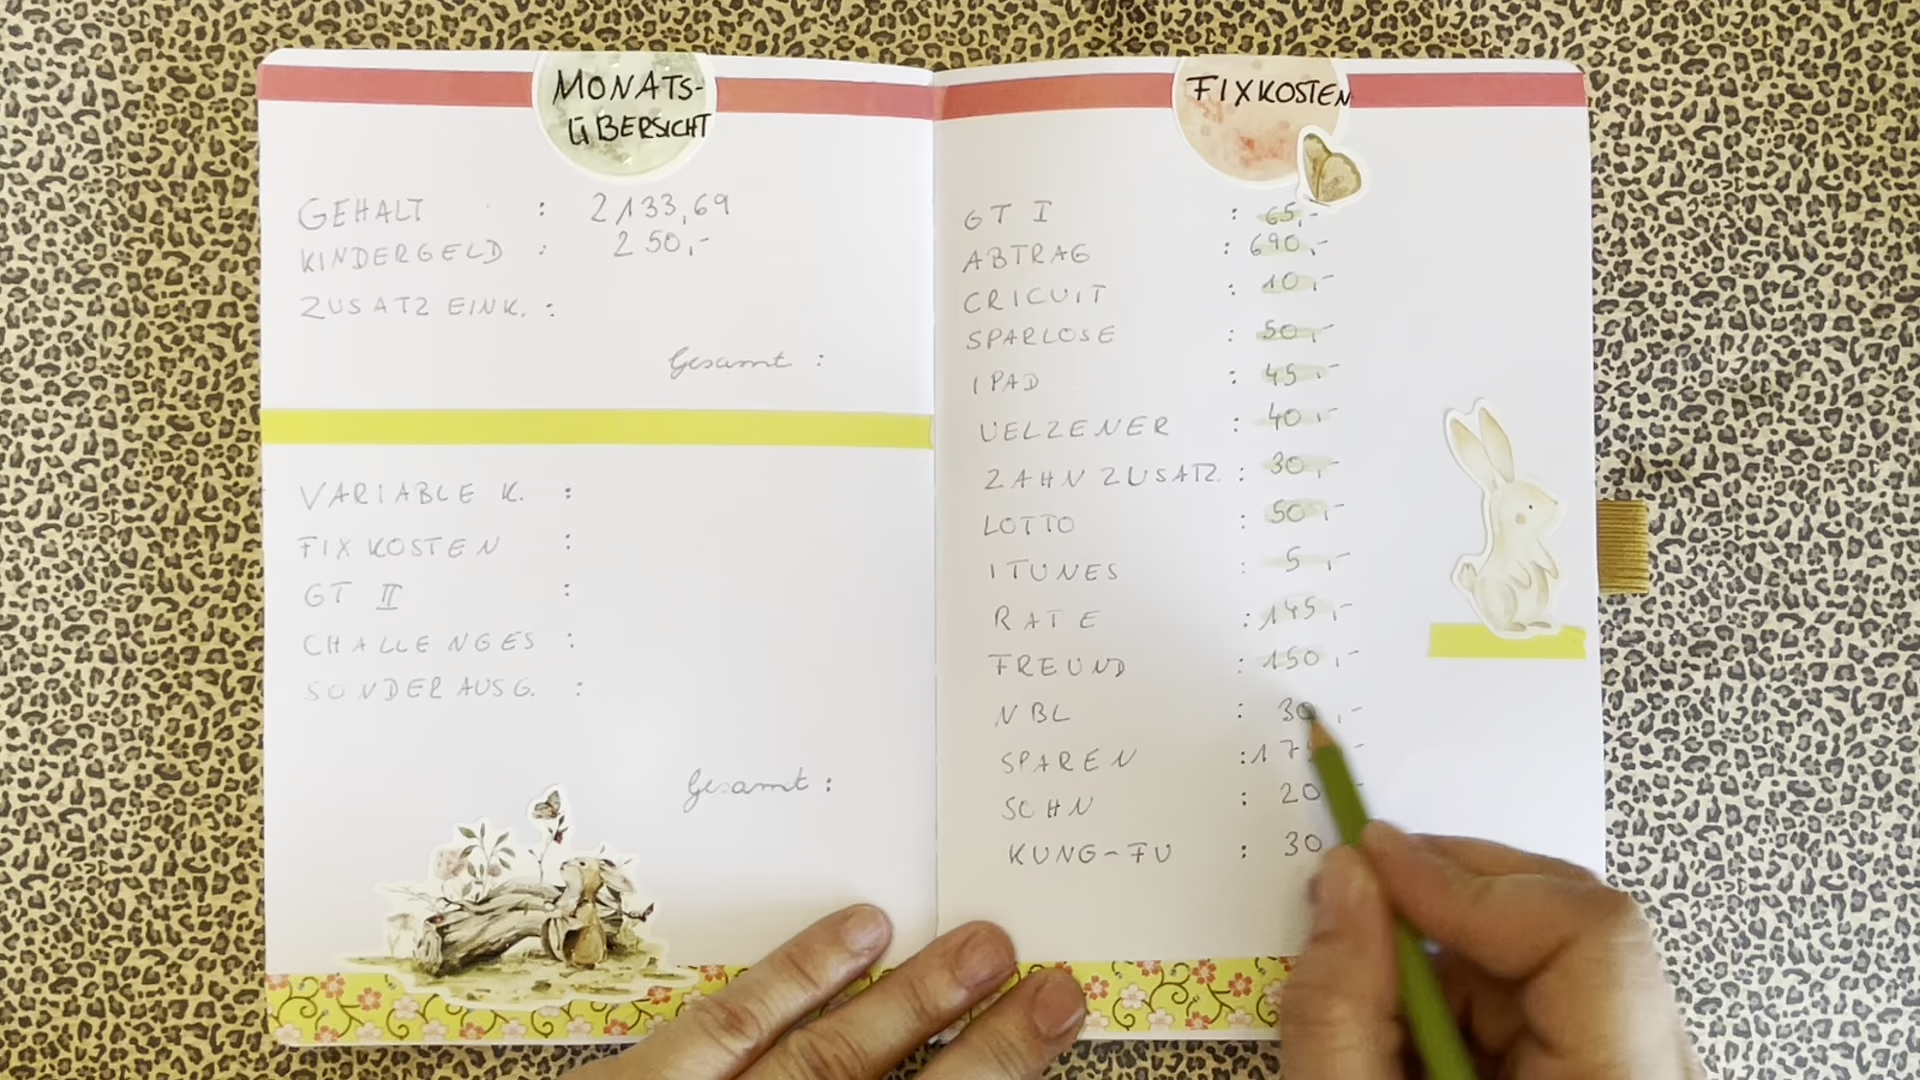 MONATS-
ÜBERSICHT
GEHALT : 2133,69
KINDERGELD : 250,-
ZUSATZ EINK. :
Gesamt :
VARIABLE K. :
FIXKOSTEN :
GT II :
CHALLENGES :
SONDERAUSG. :
Gesamt :
FIXKOSTEN
GT I : 65,-
ABTRAG : 690,-
CRICUIT : 10,-
SPARLOSE : 50,-
IPAD : 45,-
UELZENER : 40,-
ZAHNZUSATZ. : 30,-
LOTTO : 50,-
ITUNES : 5,-
RATE : 145,-
FREUND : 150,-
NBL : 30,-
SPAREN :
SOHN : 20
KUNG-FU : 30